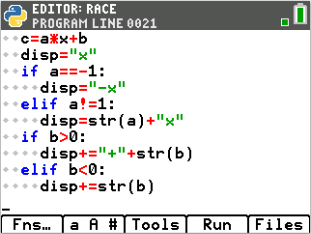 EDITOR: RACE
PROGRAM LINE 0021
c=a*x+b
disp="x"
if a==-1:
disp="-x"
elif a!=1:
disp=str(a)+"x"
if b>0:
disp+="+"+str(b)
elif b<0:
disp+=str(b)
_
Fns… a A # Tools Run Files